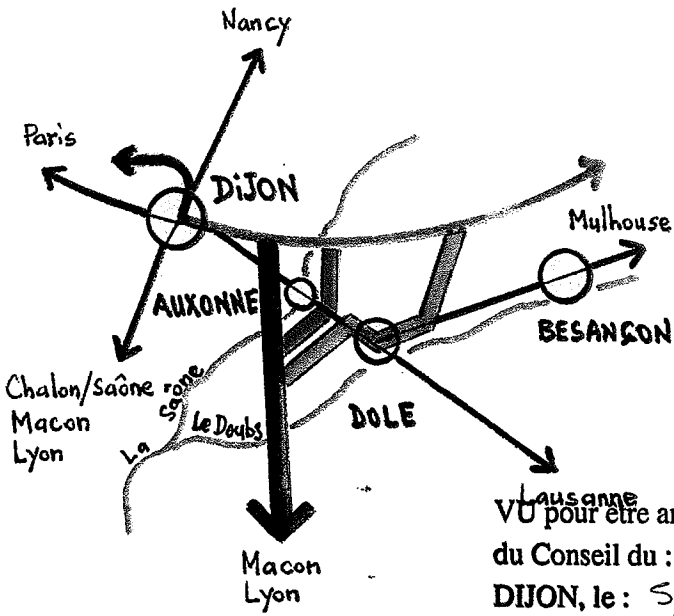 Nancy
Paris
DIJON
Mulhouse
AUXONNE
BESANÇON
Chalon/Saône
Macon
Lyon
La Saône
Le Doubs
DOLE
Lausanne
VU pour être
du Conseil du :
DIJON, le :
Macon
Lyon